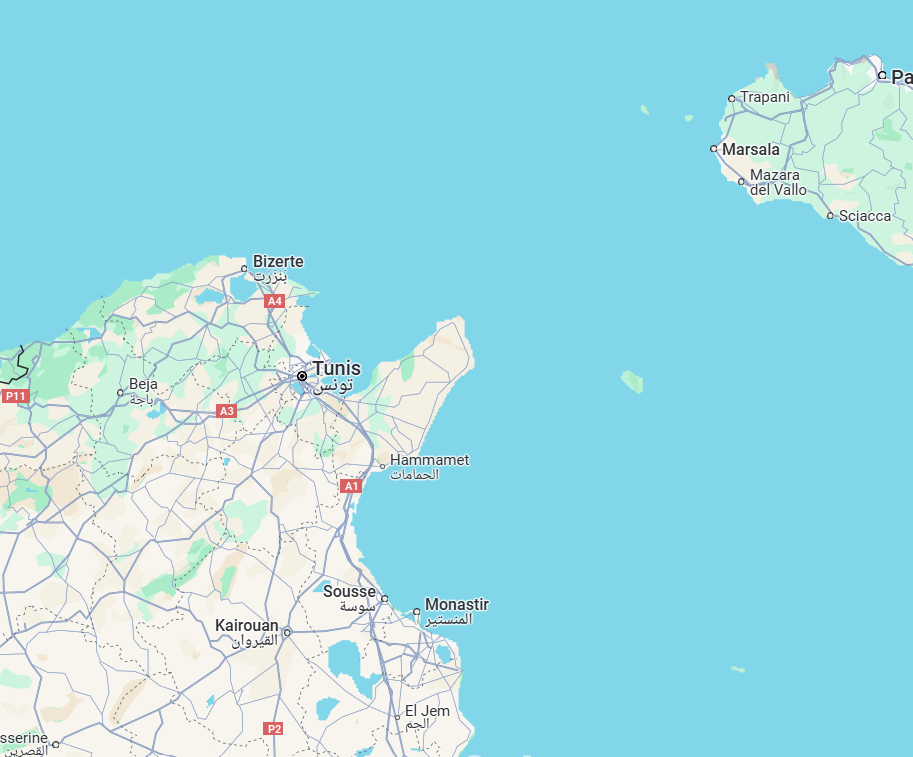 Pa
Trapani
Marsala
Mazara
del Vallo
Sciacca
Bizerte
بنزرت
A4
Tunis
تونس
Beja
باجة
P11
A3
Hammamet
الحمامات
A1
Sousse
سوسة
Monastir
المنستير
Kairouan
القيروان
El Jem
الجم
P2
sserine
القصرين